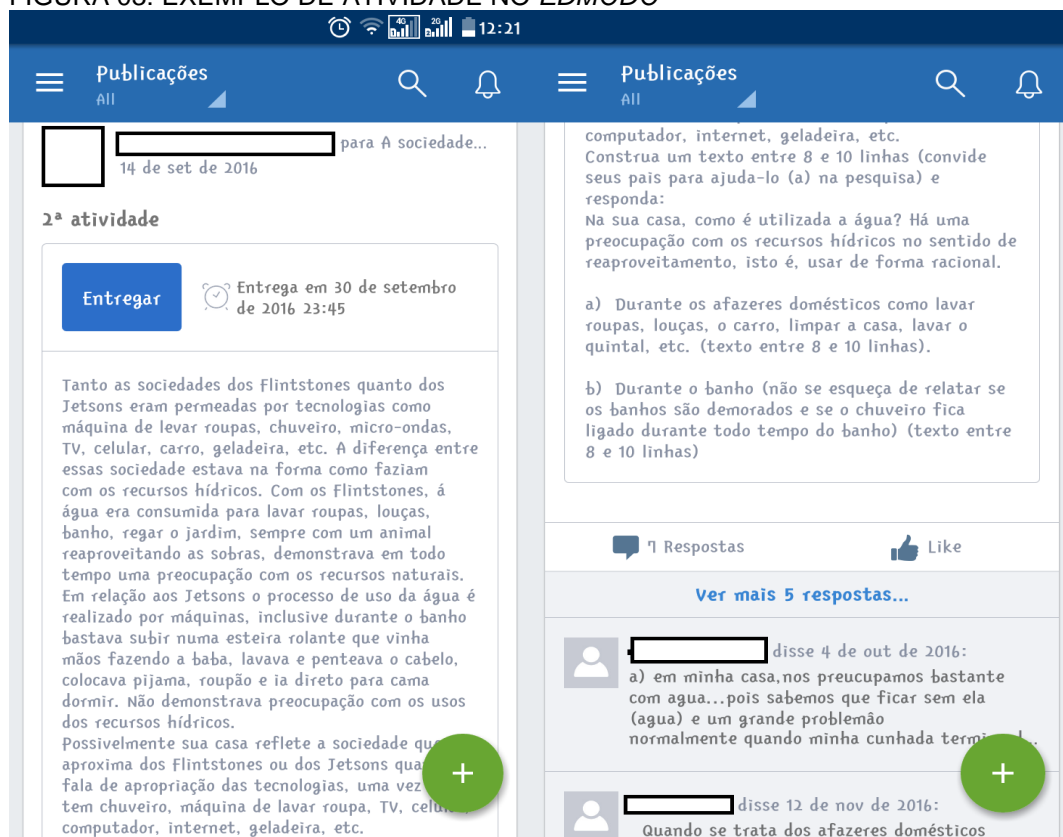 FIGURA 03: EXEMPLO DE ATIVIDADE NO EDMODO
4G 2G 12:21
Publicações
All
para A sociedade...
14 de set de 2016
2ª atividade
Entregar
Entrega em 30 de setembro
de 2016 23:45
Tanto as sociedades dos Flintstones quanto dos
Jetsons eram permeadas por tecnologias como
máquina de levar roupas, chuveiro, micro-ondas,
TV, celular, carro, geladeira, etc. A diferença entre
essas sociedade estava na forma como faziam
com os recursos hídricos. Com os Flintstones, á
água era consumida para lavar roupas, louças,
banho, regar o jardim, sempre com um animal
reaproveitando as sobras, demonstrava em todo
tempo uma preocupação com os recursos naturais.
Em relação aos Jetsons o processo de uso da água é
realizado por máquinas, inclusive durante o banho
bastava subir numa esteira rolante que vinha
mãos fazendo a baba, lavava e penteava o cabelo,
colocava pijama, roupão e ia direto para cama
dormir. Não demonstrava preocupação com os usos
dos recursos hídricos.
Possivelmente sua casa reflete a sociedade
aproxima dos Flintstones ou dos Jetsons
fala de apropriação das tecnologias, uma vez
tem chuveiro, máquina de lavar roupa, TV,
computador, internet, geladeira, etc.
Publicações
All
computador, internet, geladeira, etc.
Construa um texto entre 8 e 10 linhas (convide
seus pais para ajuda-lo (a) na pesquisa) e
responda:
Na sua casa, como é utilizada a água? Há uma
preocupação com os recursos hídricos no sentido de
reaproveitamento, isto é, usar de forma racional.
a) Durante os afazeres domésticos como lavar
roupas, louças, o carro, limpar a casa, lavar o
quintal, etc. (texto entre 8 e 10 linhas).
b) Durante o banho (não se esqueça de relatar se
os banhos são demorados e se o chuveiro fica
ligado durante todo tempo do banho) (texto entre
8 e 10 linhas)
7 Respostas
Like
Ver mais 5 respostas...
disse 4 de out de 2016:
a) em minha casa,nos preucupamos bastante
com agua...pois sabemos que ficar sem ela
(agua) e um grande problemâo
normalmente quando minha cunhada
disse 12 de nov de 2016:
Quando se trata dos afazeres domésticos